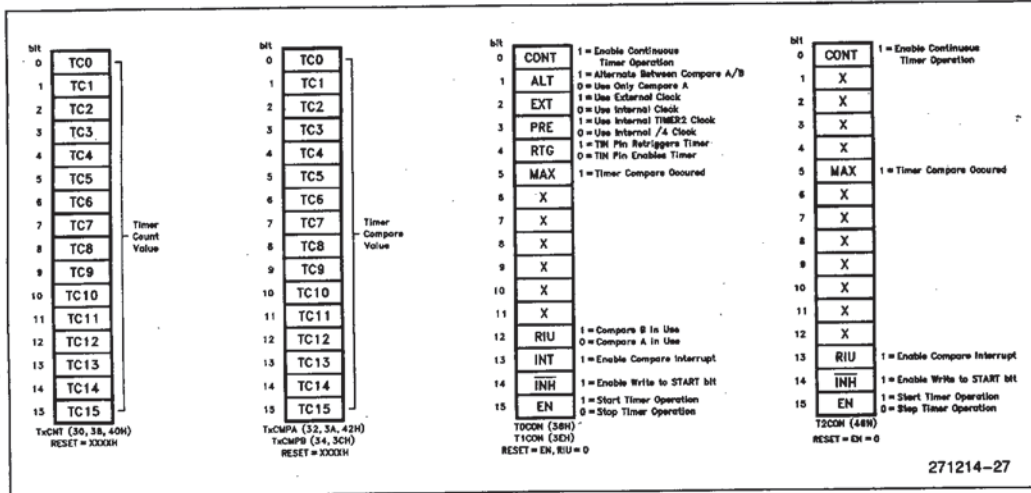 bit
0 TC0
1 TC1
2 TC2
3 TC3
4 TC4
5 TC5
6 TC6
7 TC7
8 TC8
9 TC9
10 TC10
11 TC11
12 TC12
13 TC13
14 TC14
15 TC15
Timer
Count
Value
TxCNT (30, 38, 40H)
RESET = XXXXH
bit
0 TC0
1 TC1
2 TC2
3 TC3
4 TC4
5 TC5
6 TC6
7 TC7
8 TC8
9 TC9
10 TC10
11 TC11
12 TC12
13 TC13
14 TC14
15 TC15
Timer
Compare
Value
TxCMPA (32, 3A, 42H)
TxCMPB (34, 3CH)
RESET = XXXXH
bit
0 CONT 1 = Enable Continuous
Timer Operation
1 ALT 1 = Alternate Between Compare A/B
0 = Use Only Compare A
2 EXT 1 = Use External Clock
0 = Use Internal Clock
3 PRE 1 = Use Internal TIMER2 Clock
0 = Use Internal /4 Clock
4 RTG 1 = TIN Pin Retriggers Timer
0 = TIN Pin Enables Timer
5 MAX 1 = Timer Compare Occured
6 X
7 X
8 X
9 X
10 X
11 X
12 RIU 1 = Compare B In Use
0 = Compare A In Use
13 INT 1 = Enable Compare Interrupt
14 I̅N̅H̅ 1 = Enable Write to START bit
15 EN 1 = Start Timer Operation
0 = Stop Timer Operation
T0CON (36H)
T1CON (3EH)
RESET = EN, RIU = 0
bit
0 CONT 1 = Enable Continueus
Timer Operation
1 X
2 X
3 X
4 X
5 MAX 1 = Timer Compare Occured
6 X
7 X
8 X
9 X
10 X
11 X
12 X
13 RIU 1 = Enable Compare Interrupt
14 I̅N̅H̅ 1 = Enable Write to START bit
15 EN 1 = Start Timer Operation
0 = Stop Timer Operation
T2CON (46H)
RESET = EN = 0
271214-27